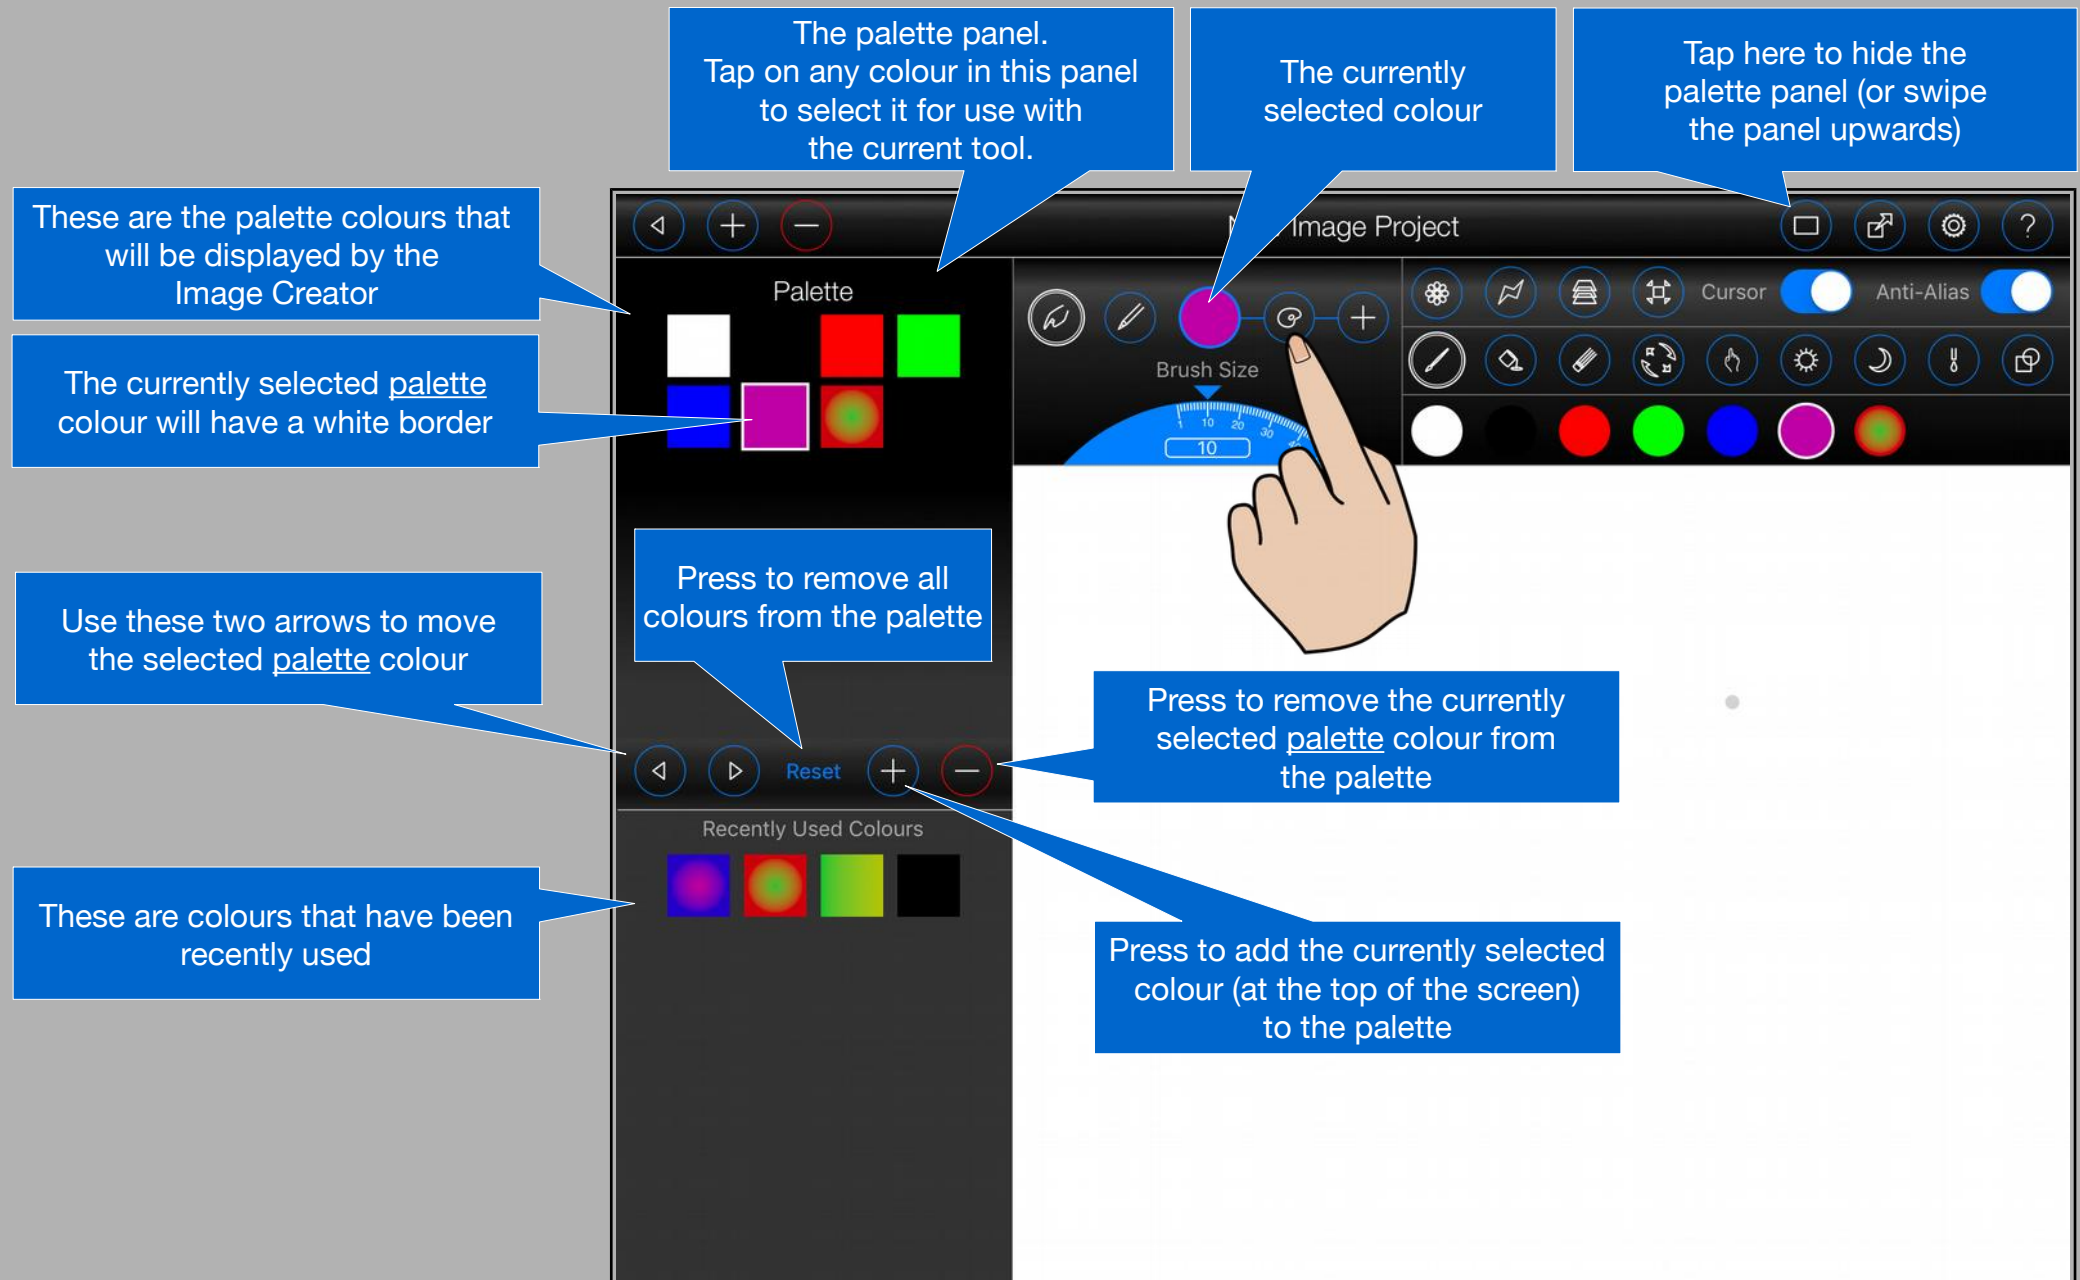 The palette panel.
Tap on any colour in this panel
to select it for use with
the current tool.
The currently
selected colour
Tap here to hide the
palette panel (or swipe
the panel upwards)
These are the palette colours that
will be displayed by the
Image Creator
The currently selected palette
colour will have a white border
Image Project
Palette
Cursor
Anti-Alias
Brush Size
1 10 20 30
10
Press to remove all
colours from the palette
Use these two arrows to move
the selected palette colour
Press to remove the currently
selected palette colour from
the palette
Reset
Recently Used Colours
These are colours that have been
recently used
Press to add the currently selected
colour (at the top of the screen)
to the palette